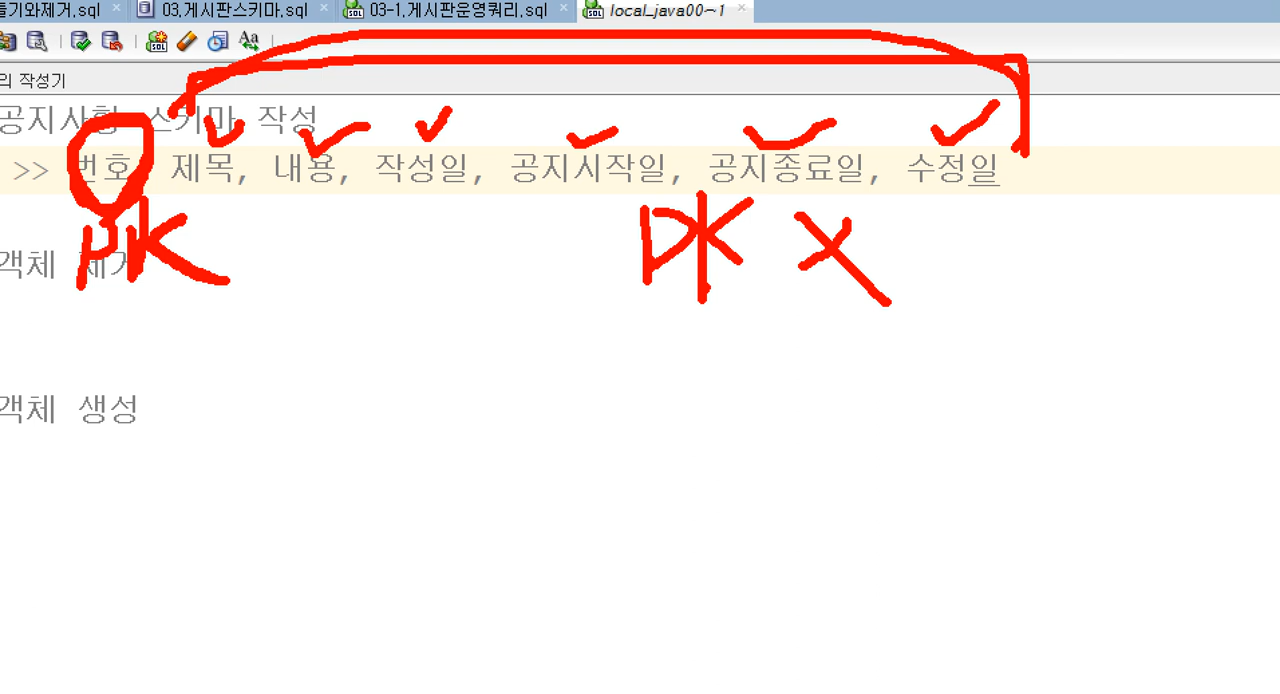 들기와제거.sql 03.게시판스키마.sql 03-1.게시판운영쿼리.sql local_java00~1
의 작성기
공지사항 스키마 작성
>> 번호, 제목, 내용, 작성일, 공지시작일, 공지종료일, 수정일
PK PK X
객체 제거
객체 생성